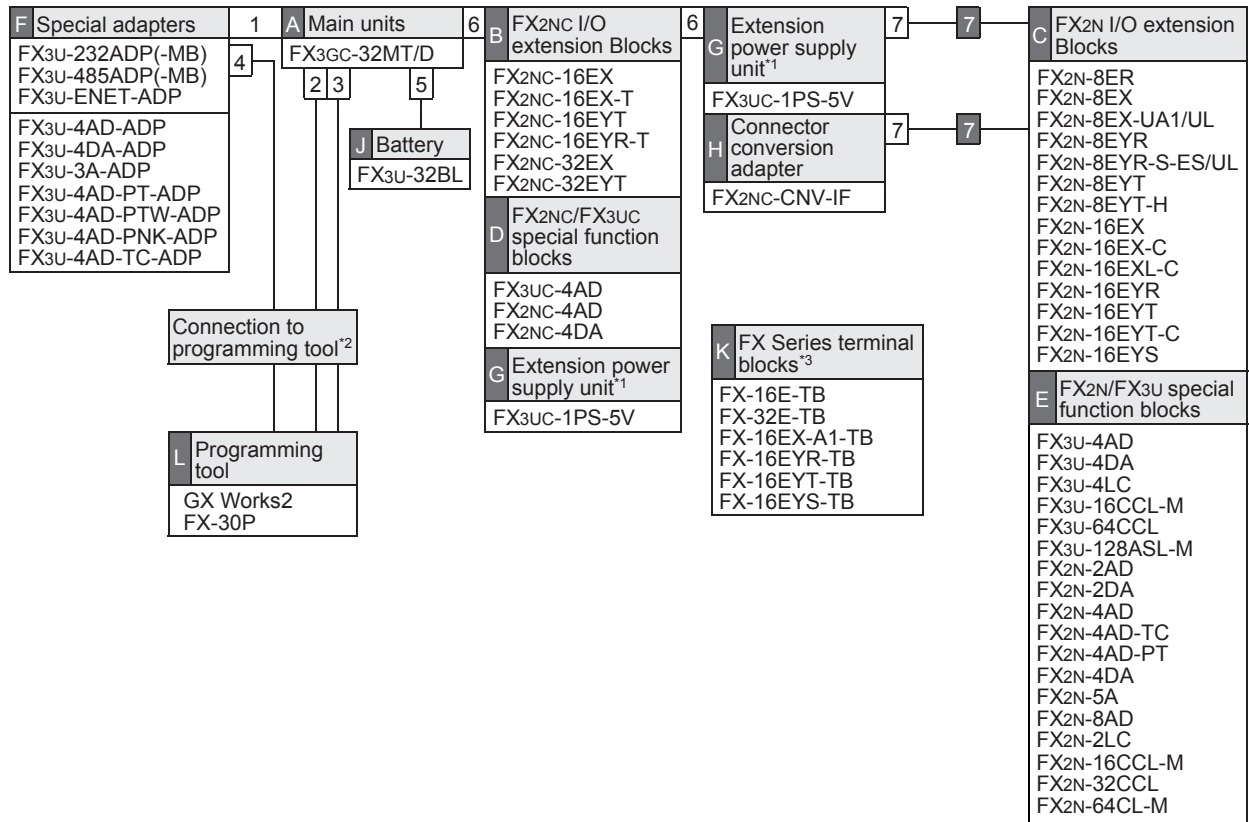 F Special adapters
FX3U-232ADP(-MB)
FX3U-485ADP(-MB)
FX3U-ENET-ADP
FX3U-4AD-ADP
FX3U-4DA-ADP
FX3U-3A-ADP
FX3U-4AD-PT-ADP
FX3U-4AD-PTW-ADP
FX3U-4AD-PNK-ADP
FX3U-4AD-TC-ADP
1
4
A Main units
FX3GC-32MT/D
2 3
5
6
J Battery
FX3U-32BL
Connection to
programming tool*2
L Programming
tool
GX Works2
FX-30P
B FX2NC I/O
extension Blocks
FX2NC-16EX
FX2NC-16EX-T
FX2NC-16EYT
FX2NC-16EYR-T
FX2NC-32EX
FX2NC-32EYT
D FX2NC/FX3UC
special function
blocks
FX3UC-4AD
FX2NC-4AD
FX2NC-4DA
G Extension power
supply unit*1
FX3UC-1PS-5V
6
G Extension
power supply
unit*1
FX3UC-1PS-5V
H Connector
conversion
adapter
FX2NC-CNV-IF
7 7
7 7
K FX Series terminal
blocks*3
FX-16E-TB
FX-32E-TB
FX-16EX-A1-TB
FX-16EYR-TB
FX-16EYT-TB
FX-16EYS-TB
C FX2N I/O extension
Blocks
FX2N-8ER
FX2N-8EX
FX2N-8EX-UA1/UL
FX2N-8EYR
FX2N-8EYR-S-ES/UL
FX2N-8EYT
FX2N-8EYT-H
FX2N-16EX
FX2N-16EX-C
FX2N-16EXL-C
FX2N-16EYR
FX2N-16EYT
FX2N-16EYT-C
FX2N-16EYS
E FX2N/FX3U special
function blocks
FX3U-4AD
FX3U-4DA
FX3U-4LC
FX3U-16CCL-M
FX3U-64CCL
FX3U-128ASL-M
FX2N-2AD
FX2N-2DA
FX2N-4AD
FX2N-4AD-TC
FX2N-4AD-PT
FX2N-4DA
FX2N-5A
FX2N-8AD
FX2N-2LC
FX2N-16CCL-M
FX2N-32CCL
FX2N-64CL-M